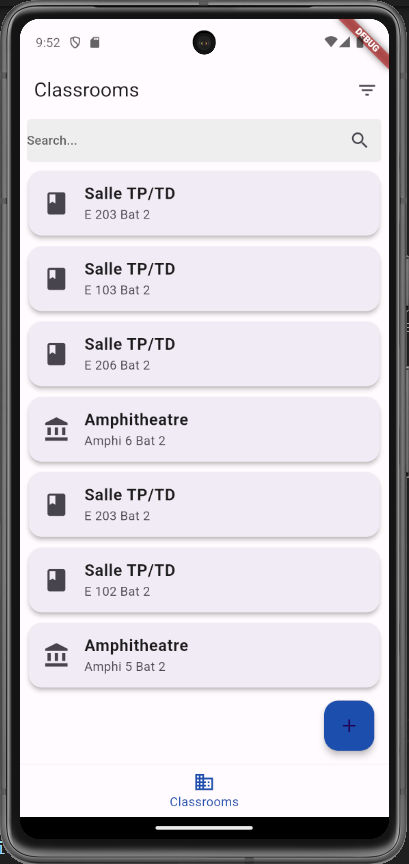 9:52
DEBUG
Classrooms
Search...
Salle TP/TD
E 203 Bat 2
Salle TP/TD
E 103 Bat 2
Salle TP/TD
E 206 Bat 2
Amphitheatre
Amphi 6 Bat 2
Salle TP/TD
E 203 Bat 2
Salle TP/TD
E 102 Bat 2
Amphitheatre
Amphi 5 Bat 2
+
Classrooms